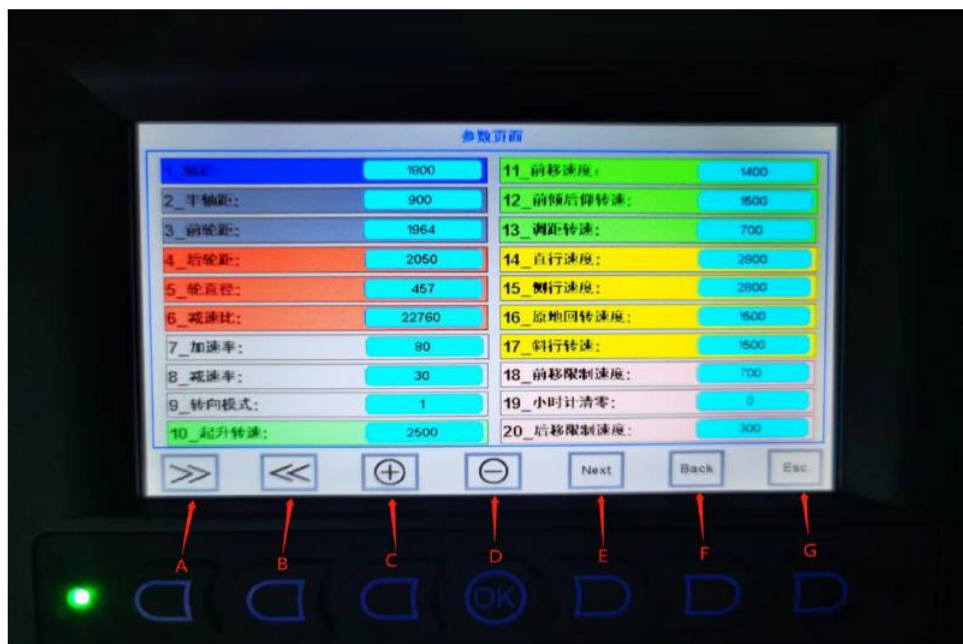 参数页面
1_轴距: 1800
2_半轴距: 900
3_前轮距: 1964
4_后轮距: 2050
5_轮直径: 457
6_减速比: 22760
7_加速率: 80
8_减速率: 30
9_转向模式: 1
10_起升转速: 2500
11_前移速度: 1400
12_前倾后仰转速: 1500
13_调距转速: 700
14_直行速度: 2800
15_侧行速度: 2800
16_原地回转速度: 1500
17_斜行转速: 1500
18_前移限制速度: 700
19_小时计清零: 0
20_后移限制速度: 300
>> << + − Next Back Esc
A B C D E F G
OK